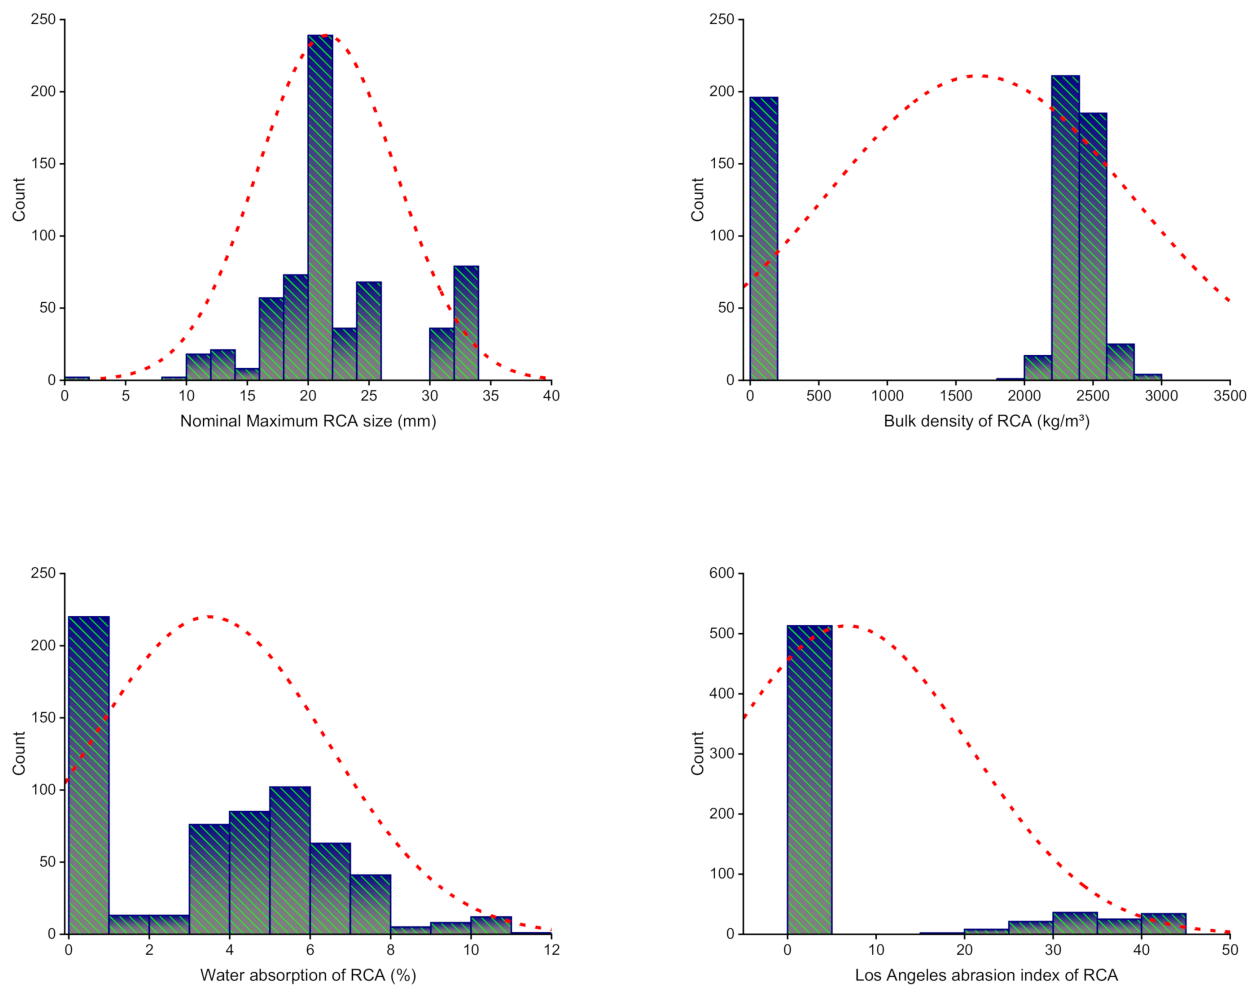 250
200
150
100
50
0
Count
0 5 10 15 20 25 30 35 40
Nominal Maximum RCA size (mm)
250
200
150
100
50
0
Count
0 500 1000 1500 2000 2500 3000 3500
Bulk density of RCA (kg/m³)
250
200
150
100
50
0
Count
0 2 4 6 8 10 12
Water absorption of RCA (%)
600
500
400
300
200
100
0
Count
0 10 20 30 40 50
Los Angeles abrasion index of RCA